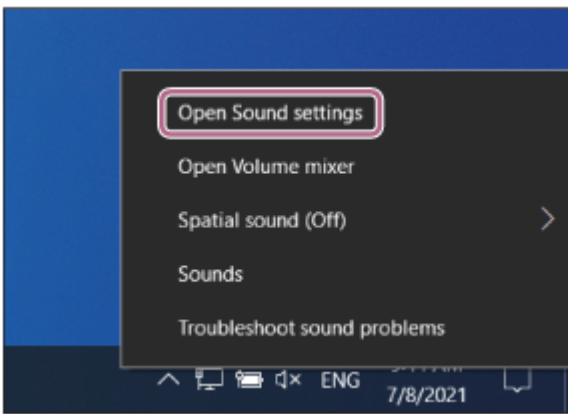 Open Sound settings
Open Volume mixer
Spatial sound (Off)
Sounds
Troubleshoot sound problems
ENG
7/8/2021